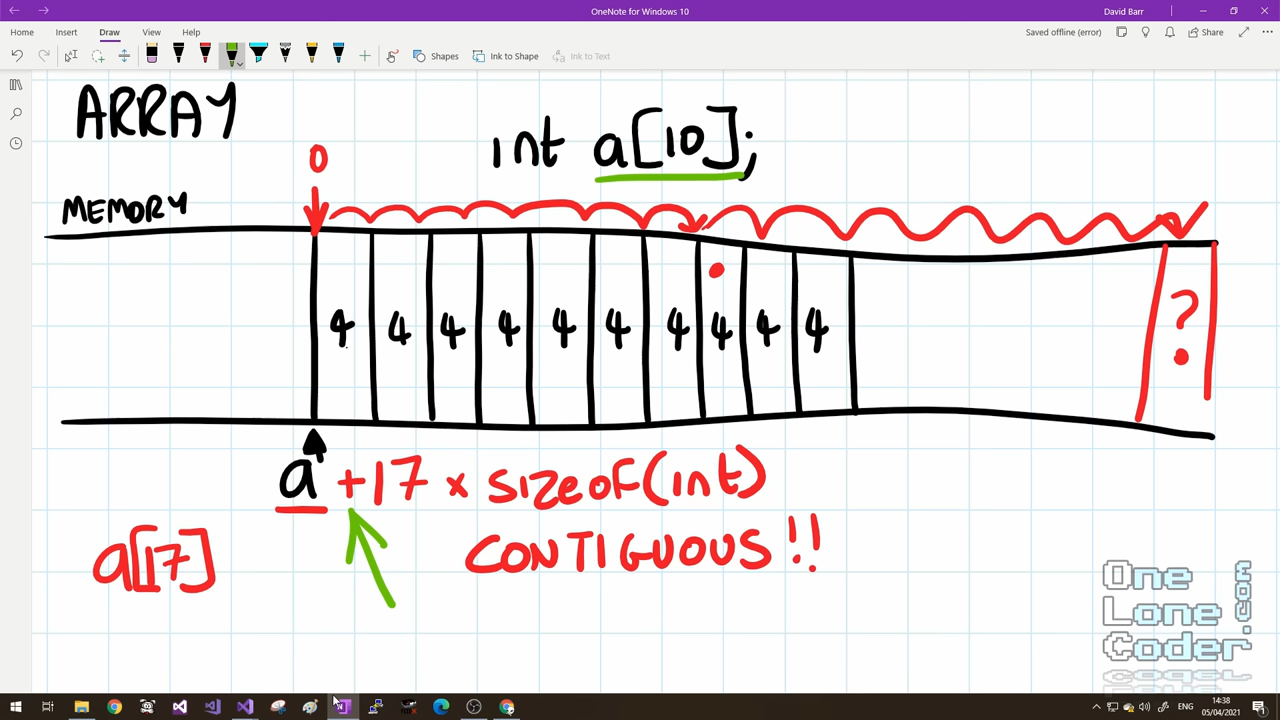 OneNote for Windows 10
David Barr
Home Insert Draw View Help
Saved offline (error)
Share
Shapes
Ink to Shape
Ink to Text
ARRAY
int a[10];
0
MEMORY
4 4 4 4 4 4 4 4 4 4
?
a + 17 × sizeof(int)
a[17]
CONTIGUOUS!!
One
Lone
Coder
.com
ENG
14:38
05/04/2021
1